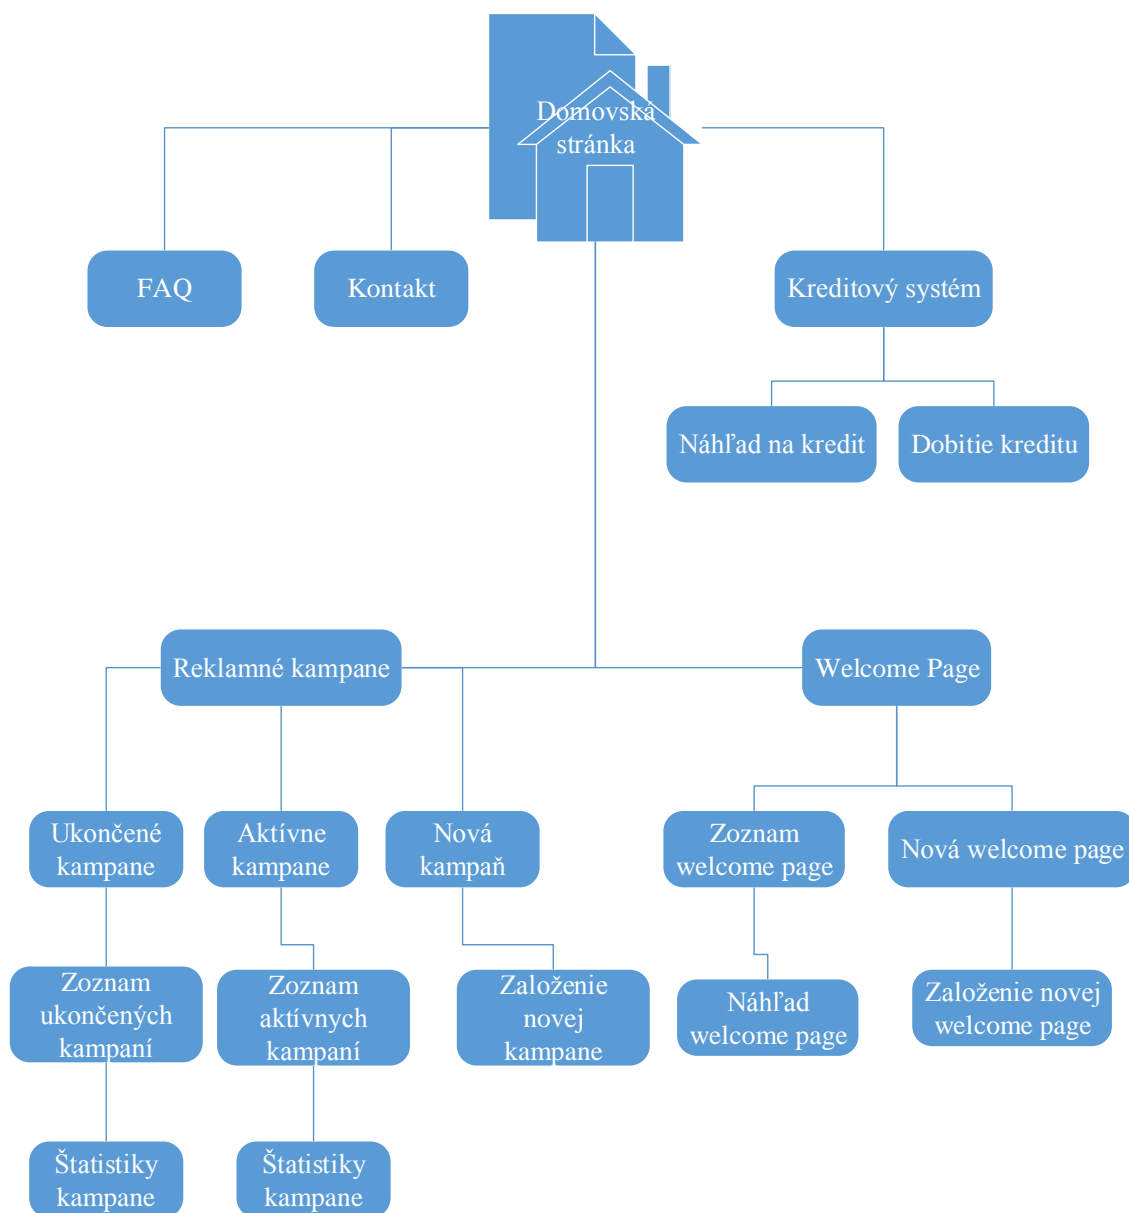 Domovská
stránka
FAQ
Kontakt
Kreditový systém
Náhľad na kredit
Dobitie kreditu
Reklamné kampane
Welcome Page
Ukončené
kampane
Aktívne
kampane
Nová
kampaň
Zoznam
welcome page
Nová welcome page
Zoznam
ukončených
kampaní
Zoznam
aktívnych
kampaní
Založenie
novej
kampane
Náhľad
welcome page
Založenie novej
welcome page
Štatistiky
kampane
Štatistiky
kampane